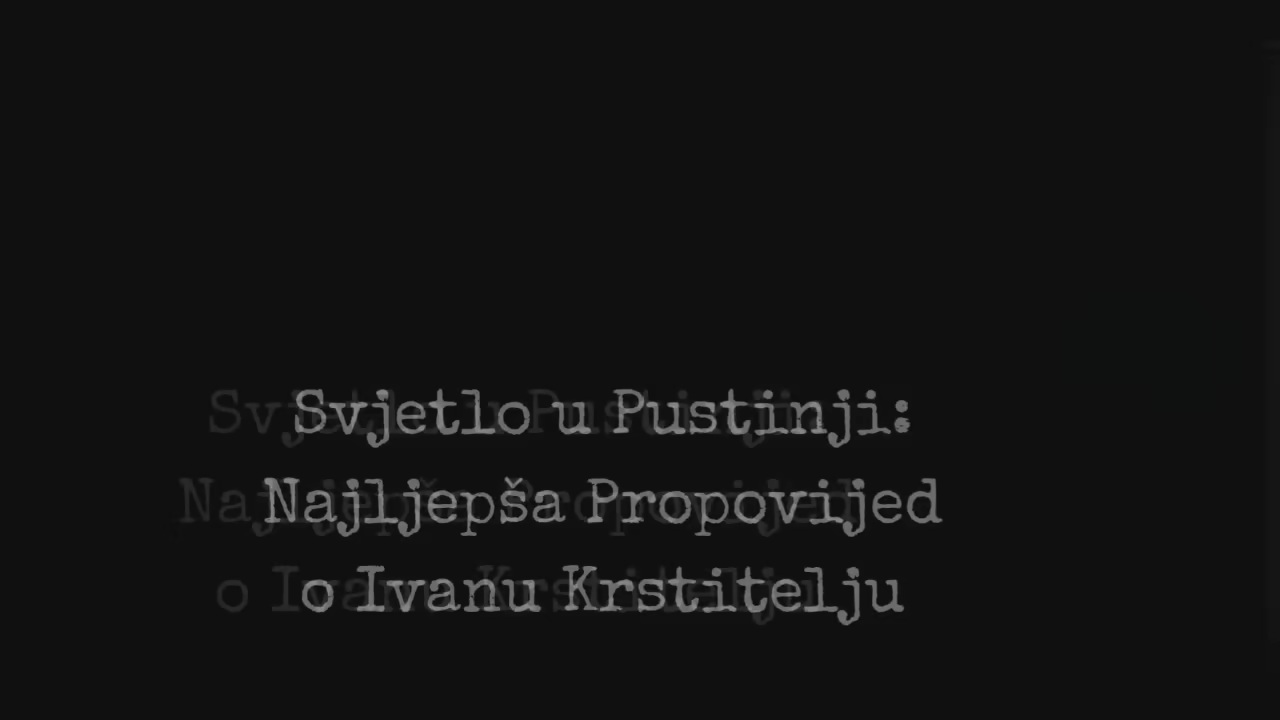 Svjetlo u Pustinji:
Najljepša Propovijed
o Ivanu Krstitelju